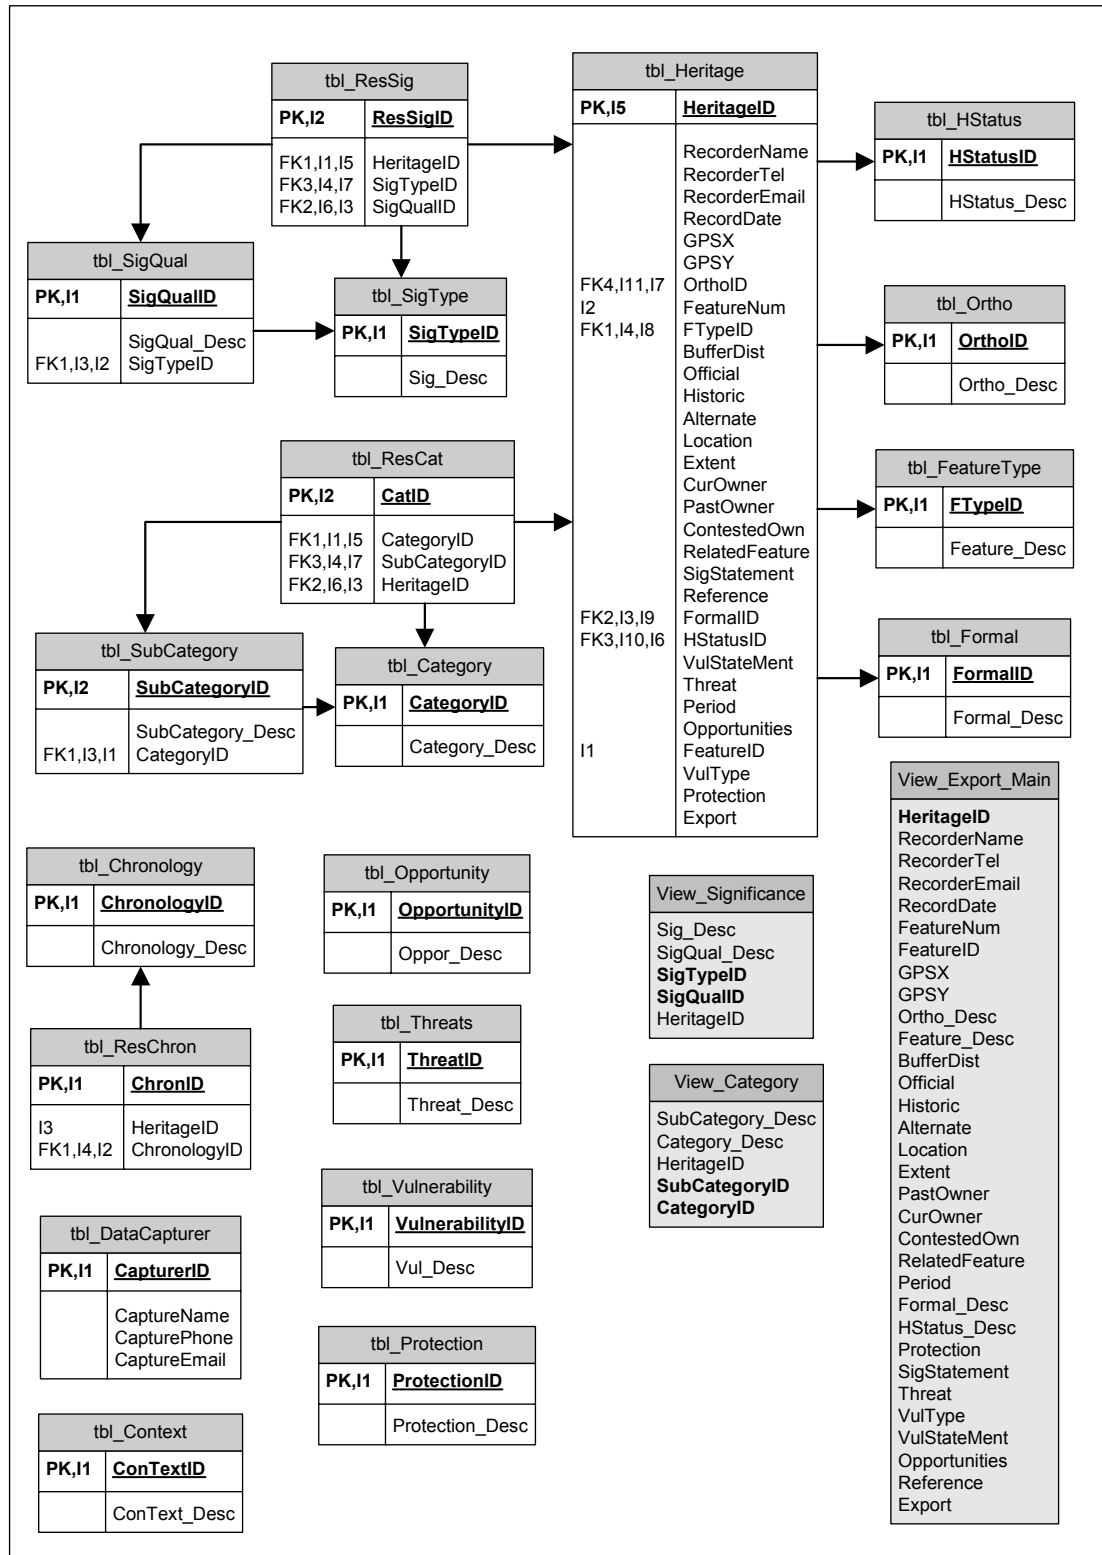 tbl_ResSig
PK,I2 ResSigID
FK1,I1,I5 HeritageID
FK3,I4,I7 SigTypeID
FK2,I6,I3 SigQualID
tbl_SigQual
PK,I1 SigQualID
SigQual_Desc
FK1,I3,I2 SigTypeID
tbl_SigType
PK,I1 SigTypeID
Sig_Desc
tbl_ResCat
PK,I2 CatID
FK1,I1,I5 CategoryID
FK3,I4,I7 SubCategoryID
FK2,I6,I3 HeritageID
tbl_SubCategory
PK,I2 SubCategoryID
SubCategory_Desc
FK1,I3,I1 CategoryID
tbl_Category
PK,I1 CategoryID
Category_Desc
tbl_Heritage
PK,I5 HeritageID
RecorderName
RecorderTel
RecorderEmail
RecordDate
GPSX
GPSY
FK4,I11,I7 OrthoID
I2 FeatureNum
FK1,I4,I8 FTypeID
BufferDist
Official
Historic
Alternate
Location
Extent
CurOwner
PastOwner
ContestedOwn
RelatedFeature
SigStatement
Reference
FK2,I3,I9 FormalID
FK3,I10,I6 HStatusID
VulStateMent
Threat
Period
Opportunities
I1 FeatureID
VulType
Protection
Export
tbl_HStatus
PK,I1 HStatusID
HStatus_Desc
tbl_Ortho
PK,I1 OrthoID
Ortho_Desc
tbl_FeatureType
PK,I1 FTypeID
Feature_Desc
tbl_Formal
PK,I1 FormalID
Formal_Desc
tbl_Chronology
PK,I1 ChronologyID
Chronology_Desc
tbl_ResChron
PK,I1 ChronID
I3 HeritageID
FK1,I4,I2 ChronologyID
tbl_DataCapturer
PK,I1 CapturerID
CaptureName
CapturePhone
CaptureEmail
tbl_Context
PK,I1 ConTextID
ConText_Desc
tbl_Opportunity
PK,I1 OpportunityID
Oppor_Desc
tbl_Threats
PK,I1 ThreatID
Threat_Desc
tbl_Vulnerability
PK,I1 VulnerabilityID
Vul_Desc
tbl_Protection
PK,I1 ProtectionID
Protection_Desc
View_Significance
Sig_Desc
SigQual_Desc
SigTypeID
SigQualID
HeritageID
View_Category
SubCategory_Desc
Category_Desc
HeritageID
SubCategoryID
CategoryID
View_Export_Main
HeritageID
RecorderName
RecorderTel
RecorderEmail
RecordDate
FeatureNum
FeatureID
GPSX
GPSY
Ortho_Desc
Feature_Desc
BufferDist
Official
Historic
Alternate
Location
Extent
PastOwner
CurOwner
ContestedOwn
RelatedFeature
Period
Formal_Desc
HStatus_Desc
Protection
SigStatement
Threat
VulType
VulStateMent
Opportunities
Reference
Export